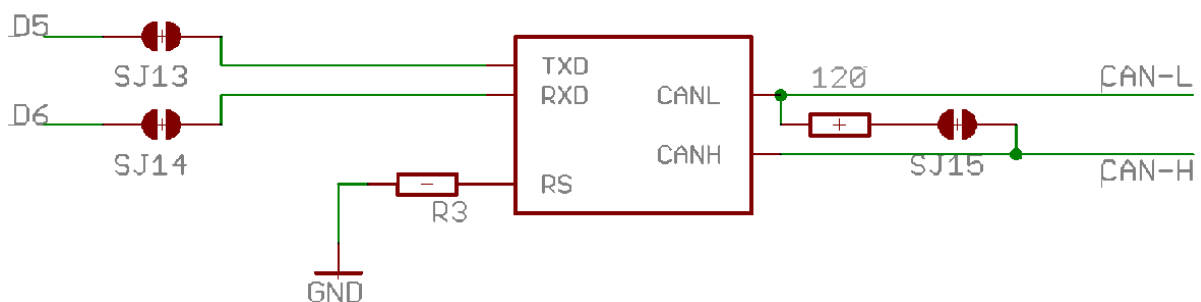 D5
SJ13
D6
SJ14
TXD
RXD
RS
CANL
CANH
R3
GND
120
SJ15
CAN-L
CAN-H